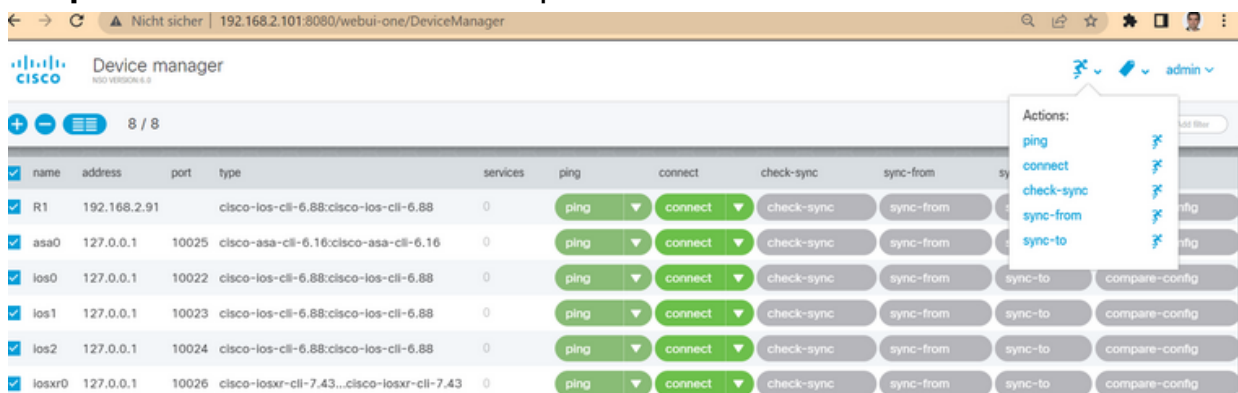 Nicht sicher | 192.168.2.101:8080/webui-one/DeviceManager
CISCO Device manager admin
NSO VERSION 6.0
8 / 8 Add filter
Actions:
ping
connect
check-sync
sync-from
sync-to
name address port type services ping connect check-sync sync-from sy
R1 192.168.2.91 cisco-ios-cli-6.88:cisco-ios-cli-6.88 0 ping connect check-sync sync-from nfig
asa0 127.0.0.1 10025 cisco-asa-cli-6.16:cisco-asa-cli-6.16 0 ping connect check-sync sync-from nfig
ios0 127.0.0.1 10022 cisco-ios-cli-6.88:cisco-ios-cli-6.88 0 ping connect check-sync sync-from sync-to compare-config
ios1 127.0.0.1 10023 cisco-ios-cli-6.88:cisco-ios-cli-6.88 0 ping connect check-sync sync-from sync-to compare-config
ios2 127.0.0.1 10024 cisco-ios-cli-6.88:cisco-ios-cli-6.88 0 ping connect check-sync sync-from sync-to compare-config
iosxr0 127.0.0.1 10026 cisco-iosxr-cli-7.43...cisco-iosxr-cli-7.43 0 ping connect check-sync sync-from sync-to compare-config